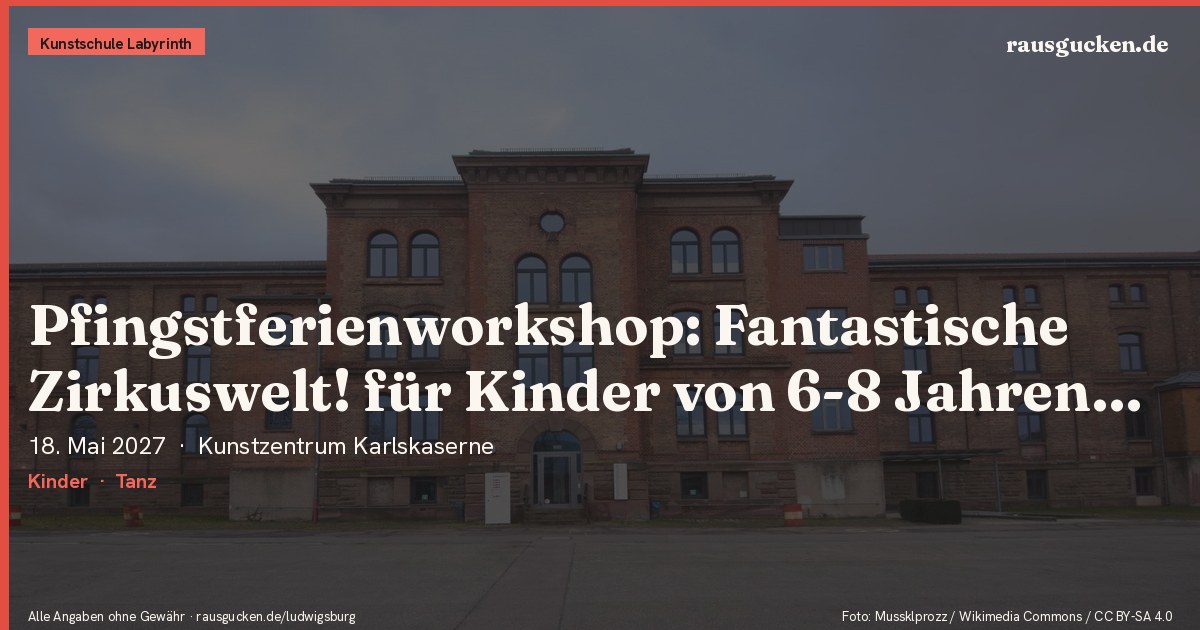 Kunstschule Labyrinth
rausgucken.de
Pfingstferienworkshop: Fantastische
Zirkuswelt! für Kinder von 6-8 Jahren...
18. Mai 2027 · Kunstzentrum Karlskaserne
Kinder · Tanz
Alle Angaben ohne Gewähr · rausgucken.de/ludwigsburg
Foto: Mussklprozz / Wikimedia Commons / CC BY-SA 4.0